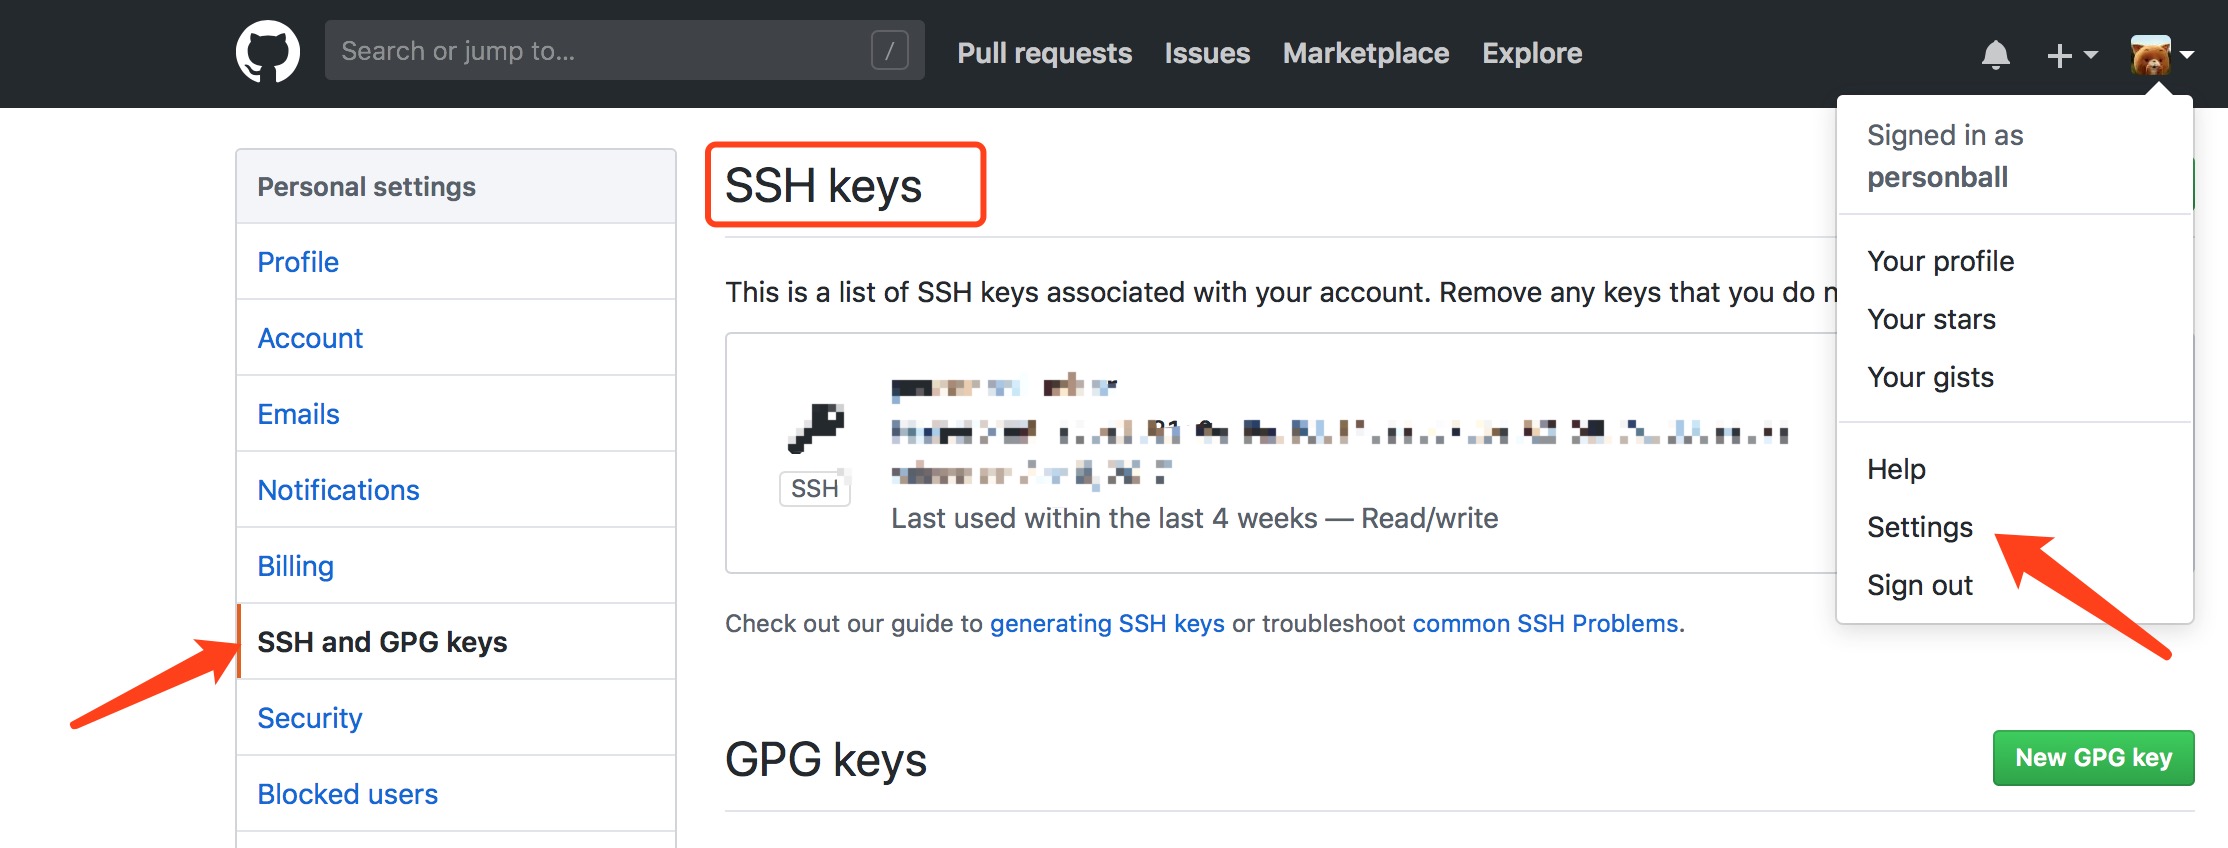 Search or jump to...
/
Pull requests
Issues
Marketplace
Explore
Signed in as
personball
Your profile
Your stars
Your gists
Help
Settings
Sign out
Personal settings
Profile
Account
Emails
Notifications
Billing
SSH and GPG keys
Security
Blocked users
SSH keys
This is a list of SSH keys associated with your account. Remove any keys that you do
SSH
Last used within the last 4 weeks — Read/write
Check out our guide to generating SSH keys or troubleshoot common SSH Problems.
GPG keys
New GPG key